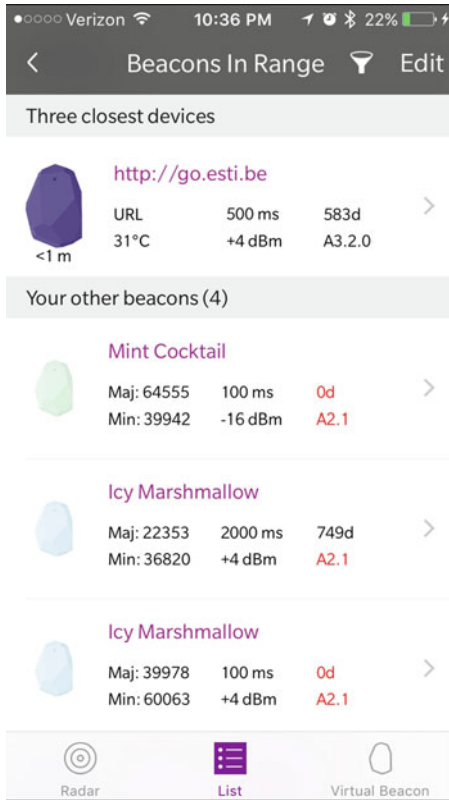 Verizon 10:36 PM 22%
Beacons In Range Edit
Three closest devices
http://go.esti.be
URL 500 ms 583d
31°C +4 dBm A3.2.0
<1 m
Your other beacons (4)
Mint Cocktail
Maj: 64555 100 ms 0d
Min: 39942 -16 dBm A2.1
Icy Marshmallow
Maj: 22353 2000 ms 749d
Min: 36820 +4 dBm A2.1
Icy Marshmallow
Maj: 39978 100 ms 0d
Min: 60063 +4 dBm A2.1
Radar List Virtual Beacon